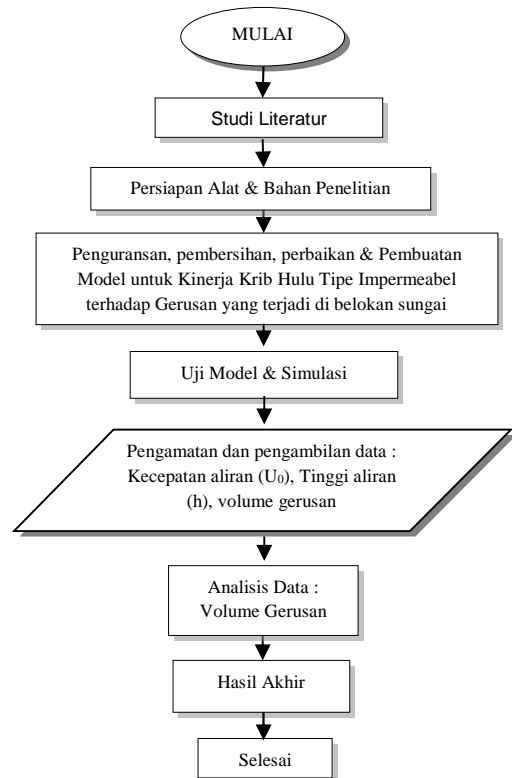 MULAI
Studi Literatur
Persiapan Alat & Bahan Penelitian
Penguransan, pembersihan, perbaikan & Pembuatan
Model untuk Kinerja Krib Hulu Tipe Impermeabel
terhadap Gerusan yang terjadi di belokan sungai
Uji Model & Simulasi
Pengamatan dan pengambilan data :
Kecepatan aliran (U₀), Tinggi aliran
(h), volume gerusan
Analisis Data :
Volume Gerusan
Hasil Akhir
Selesai